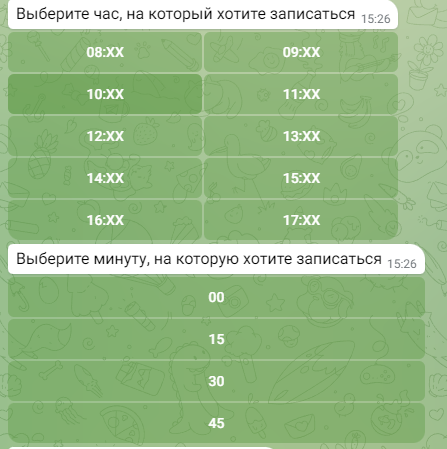 Выберите час, на который хотите записаться 15:26
08:XX 09:XX
10:XX 11:XX
12:XX 13:XX
14:XX 15:XX
16:XX 17:XX
Выберите минуту, на которую хотите записаться 15:26
00
15
30
45